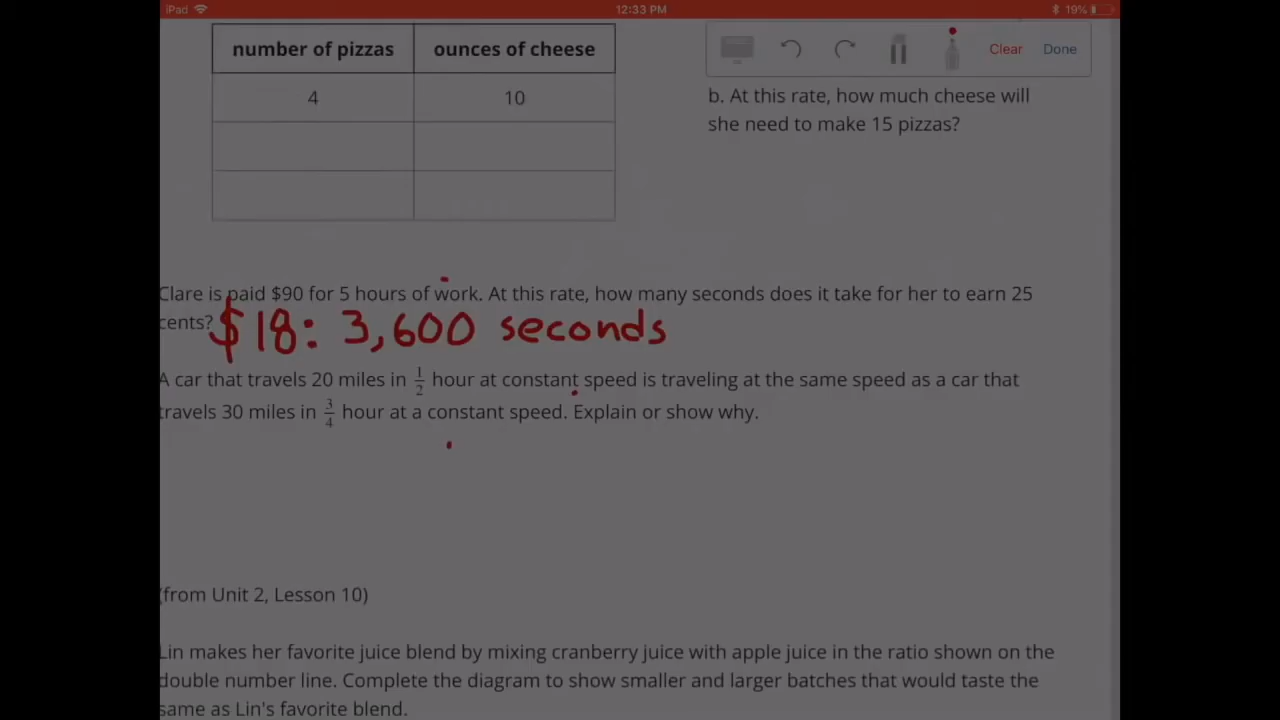 iPad 12:33 PM 19%
number of pizzas ounces of cheese
4 10
Clear Done
b. At this rate, how much cheese will
she need to make 15 pizzas?
Clare is paid $90 for 5 hours of work. At this rate, how many seconds does it take for her to earn 25
cents?
$18: 3,600 seconds
A car that travels 20 miles in 1/2 hour at constant speed is traveling at the same speed as a car that
travels 30 miles in 3/4 hour at a constant speed. Explain or show why.
(from Unit 2, Lesson 10)
Lin makes her favorite juice blend by mixing cranberry juice with apple juice in the ratio shown on the
double number line. Complete the diagram to show smaller and larger batches that would taste the
same as Lin's favorite blend.